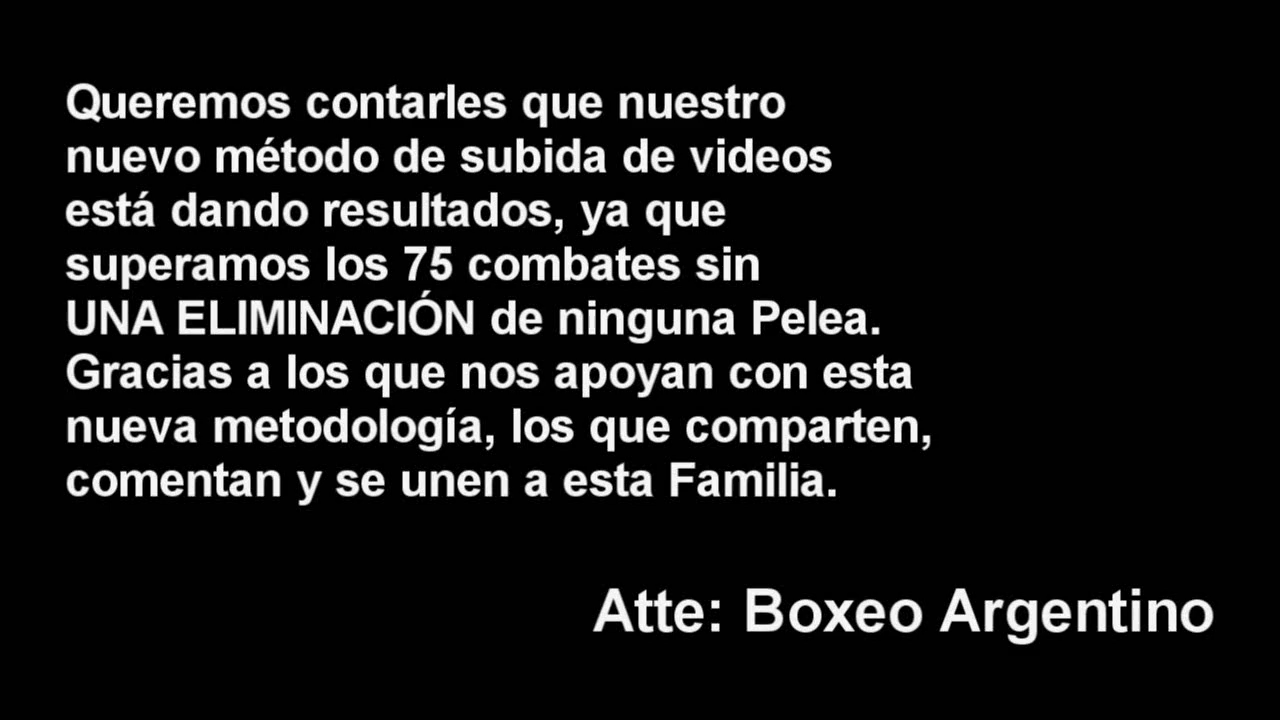 Queremos contarles que nuestro
nuevo método de subida de videos
está dando resultados, ya que
superamos los 75 combates sin
UNA ELIMINACIÓN de ninguna Pelea.
Gracias a los que nos apoyan con esta
nueva metodología, los que comparten,
comentan y se unen a esta Familia.
Atte: Boxeo Argentino